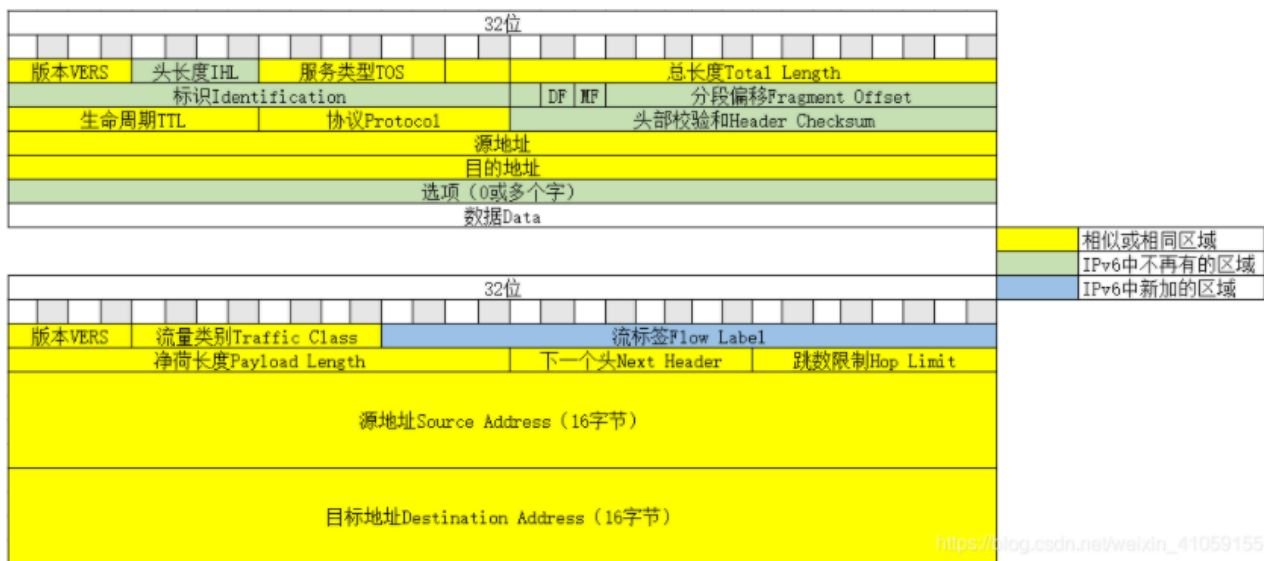 32位
版本VERS 头长度IHL 服务类型TOS 总长度Total Length
标识Identification DF MF 分段偏移Fragment Offset
生命周期TTL 协议Protocol 头部校验和Header Checksum
源地址
目的地址
选项（0或多个字）
数据Data
相似或相同区域
IPv6中不再有的区域
IPv6中新加的区域
32位
版本VERS 流量类别Traffic Class 流标签Flow Label
净荷长度Payload Length 下一个头Next Header 跳数限制Hop Limit
源地址Source Address（16字节）
目标地址Destination Address（16字节）
https://blog.csdn.net/weixin_41059155